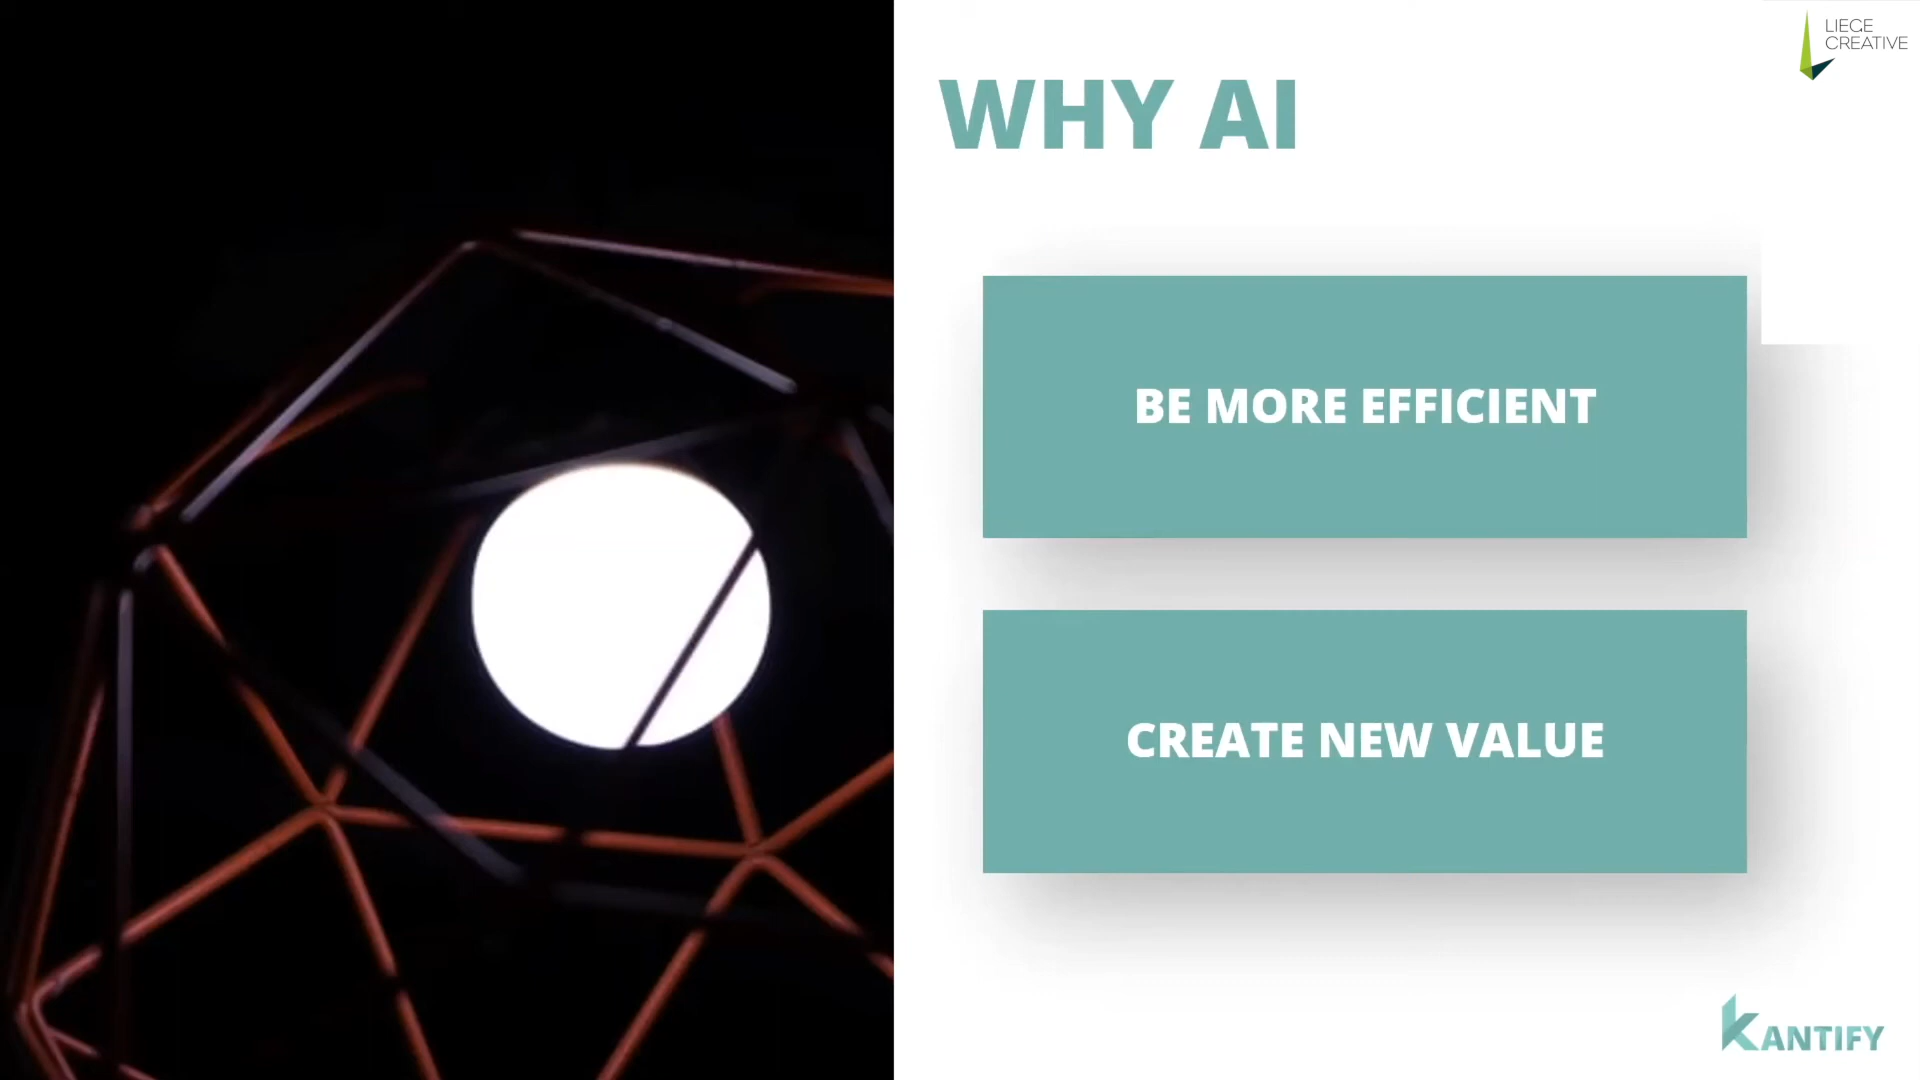 LIEGE
CREATIVE
WHY AI
BE MORE EFFICIENT
CREATE NEW VALUE
KANTIFY